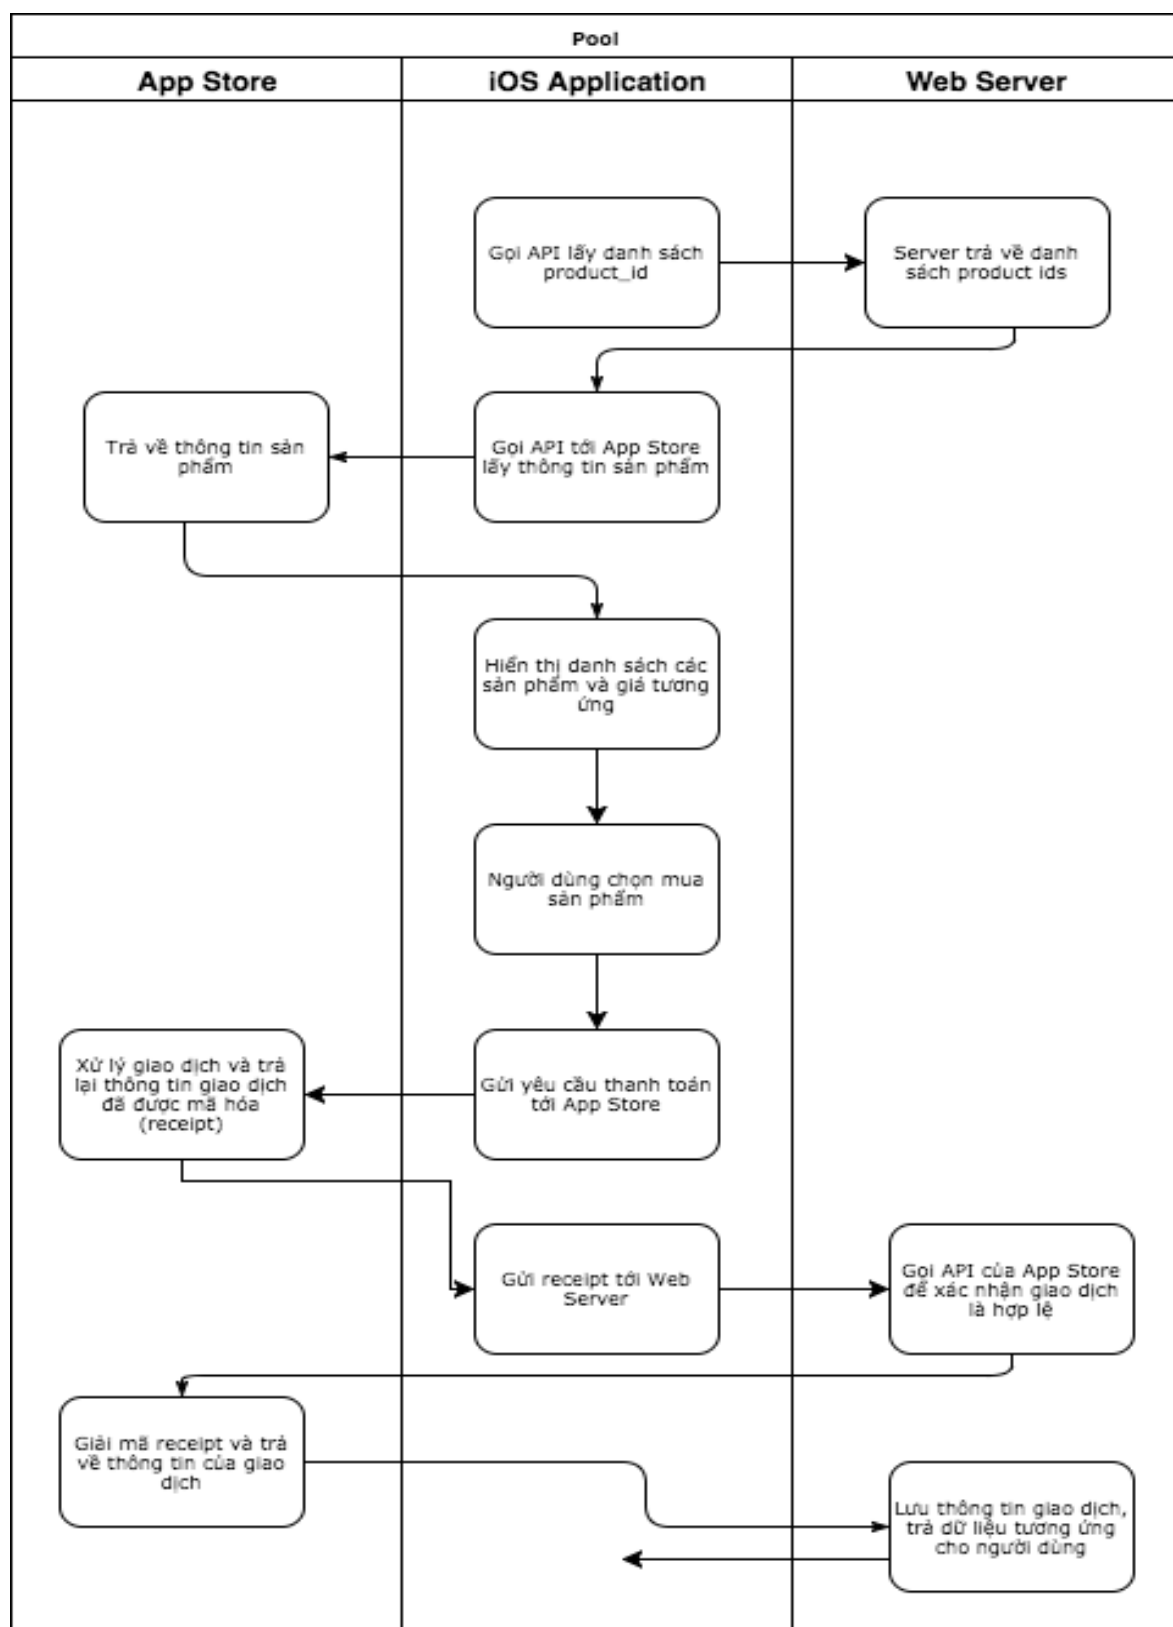 Pool
App Store
iOS Application
Web Server
Gọi API lấy danh sách
product_id
Server trả về danh
sách product ids
Gọi API tới App Store
lấy thông tin sản phẩm
Trả về thông tin sản
phẩm
Hiển thị danh sách các
sản phẩm và giá tương
ứng
Người dùng chọn mua
sản phẩm
Gửi yêu cầu thanh toán
tới App Store
Xử lý giao dịch và trả
lại thông tin giao dịch
đã được mã hóa
(receipt)
Gửi receipt tới Web
Server
Gọi API của App Store
để xác nhận giao dịch
là hợp lệ
Giải mã receipt và trả
về thông tin của giao
dịch
Lưu thông tin giao dịch,
trả dữ liệu tương ứng
cho người dùng